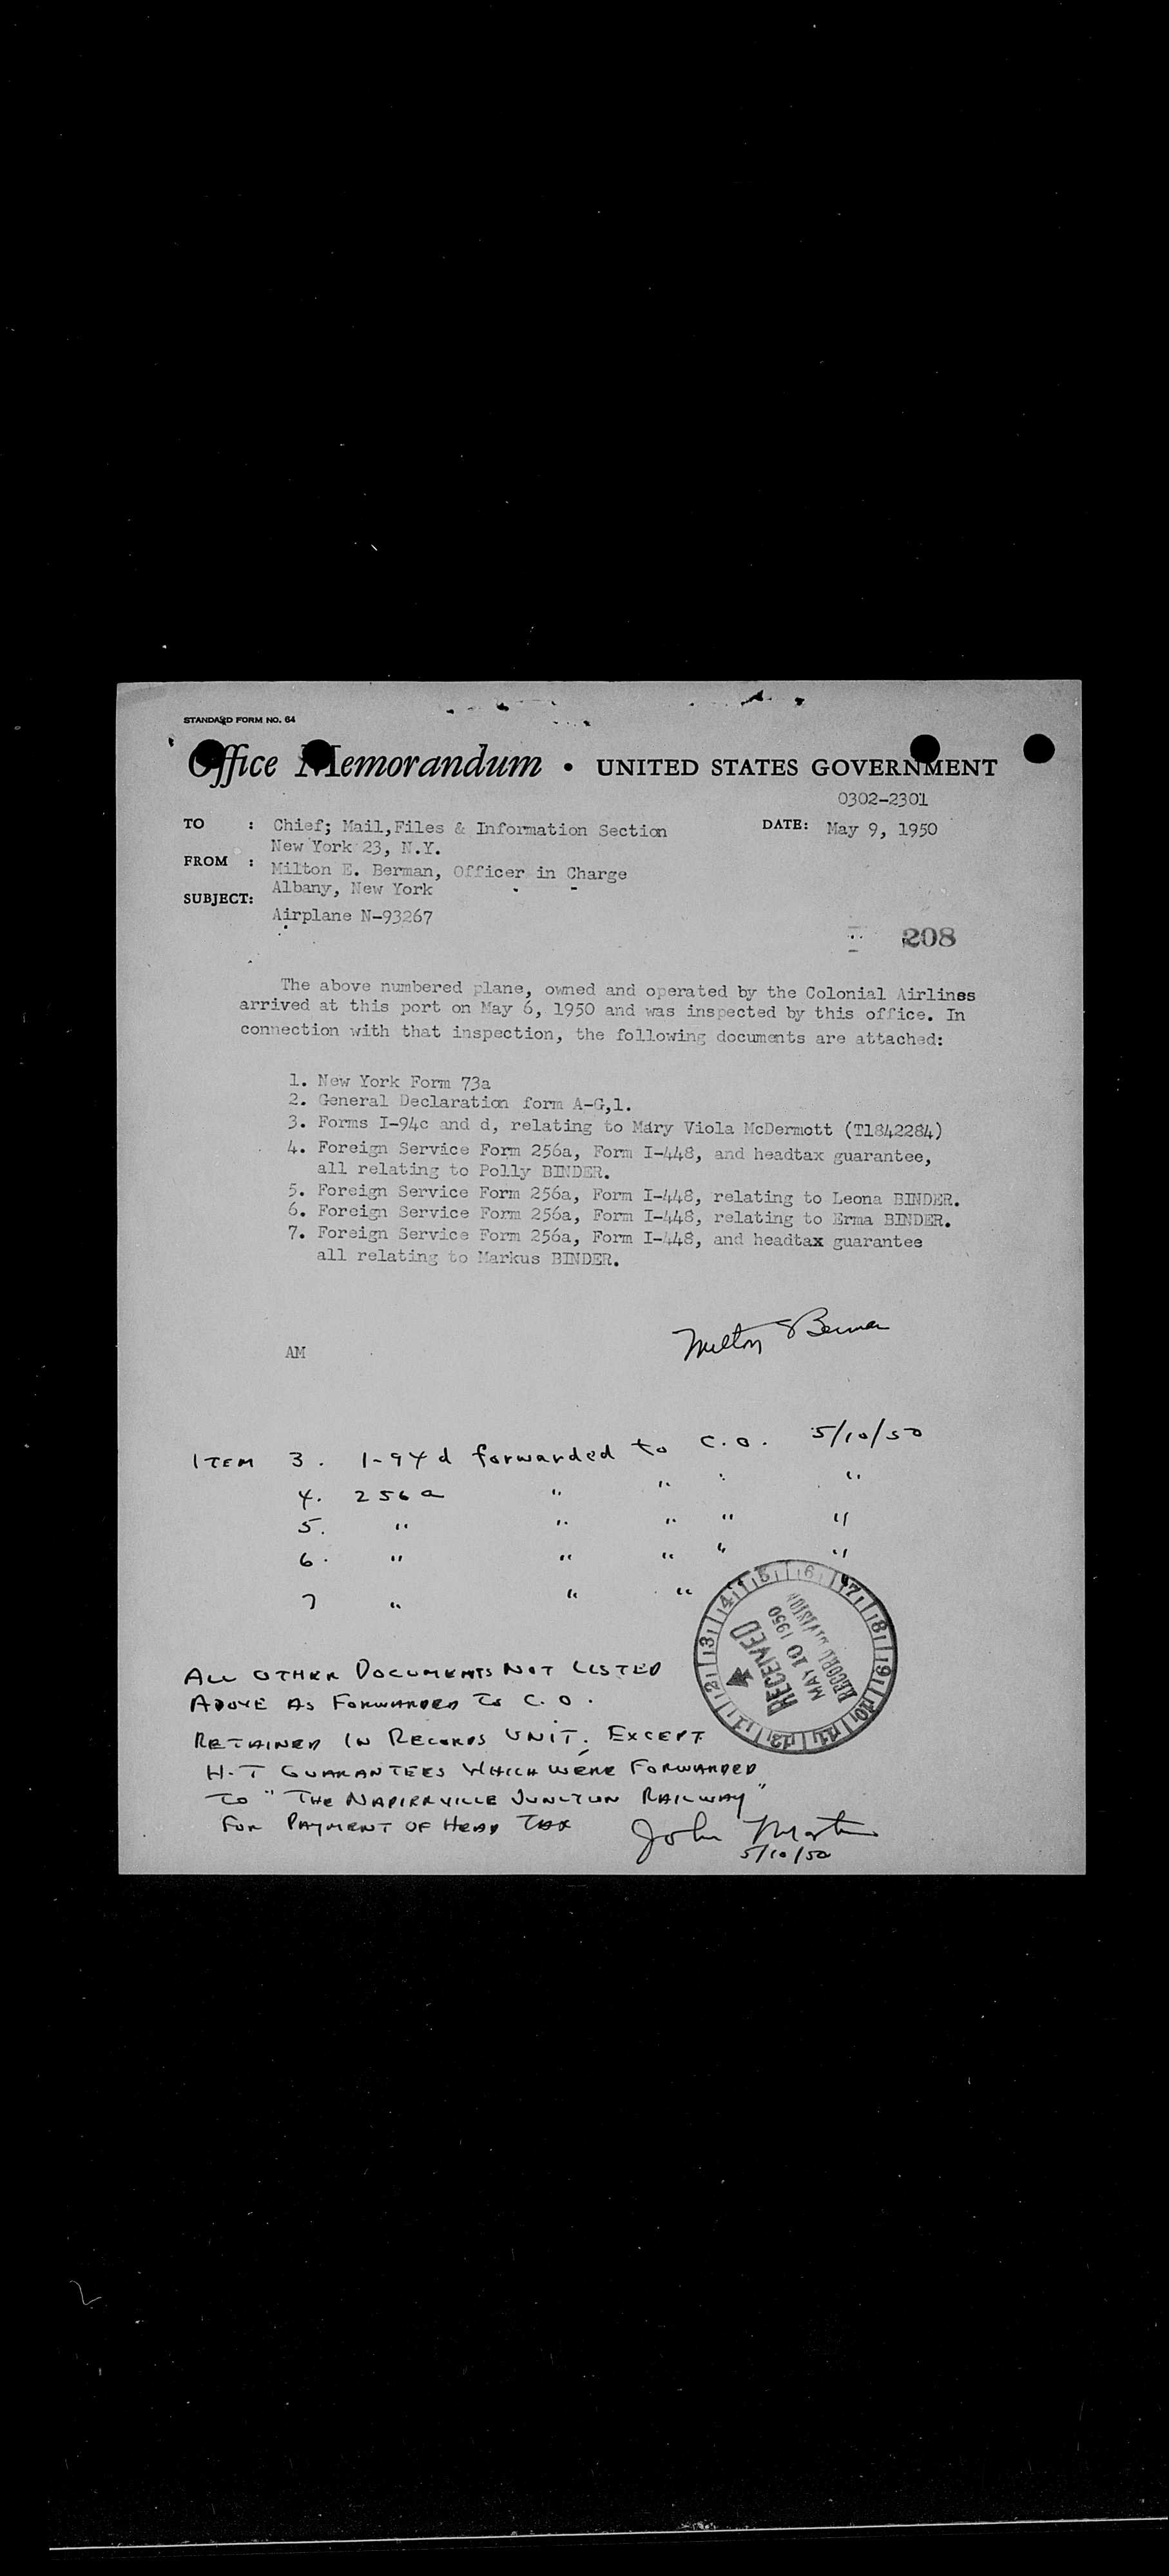 STANDARD FORM NO. 64
Office Memorandum • UNITED STATES GOVERNMENT
0302-2301
TO : Chief; Mail,Files & Information Section DATE: May 9, 1950
New York 23, N.Y.
FROM : Milton E. Berman, Officer in Charge
Albany, New York
SUBJECT:
Airplane N-93267
208
The above numbered plane, owned and operated by the Colonial Airlines
arrived at this port on May 6, 1950 and was inspected by this office. In
connection with that inspection, the following documents are attached:
1. New York Form 73a
2. General Declaration form A-G,1.
3. Forms I-94c and d, relating to Mary Viola McDermott (T1842284)
4. Foreign Service Form 256a, Form I-448, and headtax guarantee,
all relating to Polly BINDER.
5. Foreign Service Form 256a, Form I-448, relating to Leona BINDER.
6. Foreign Service Form 256a, Form I-448, relating to Erma BINDER.
7. Foreign Service Form 256a, Form I-448, and headtax guarantee
all relating to Markus BINDER.
Milton E Berman
AM
ITEM 3. 1-94d forwarded to C.O. 5/10/50
4. 256a " " " "
5. " " " " "
6. " " " " "
7 " " "
RECEIVED
MAY 10 1950
RECORD DIVISION
ALL OTHER DOCUMENTS NOT LISTED
ABOVE AS FORWARDED TO C.O.
RETAINED IN RECORDS UNIT; EXCEPT
H.T GUARANTEES WHICH WERE FORWARDED
TO "THE NAPIERVILLE JUNCTION RAILWAY"
FOR PAYMENT OF HEAD TAX
John Martin
5/10/50